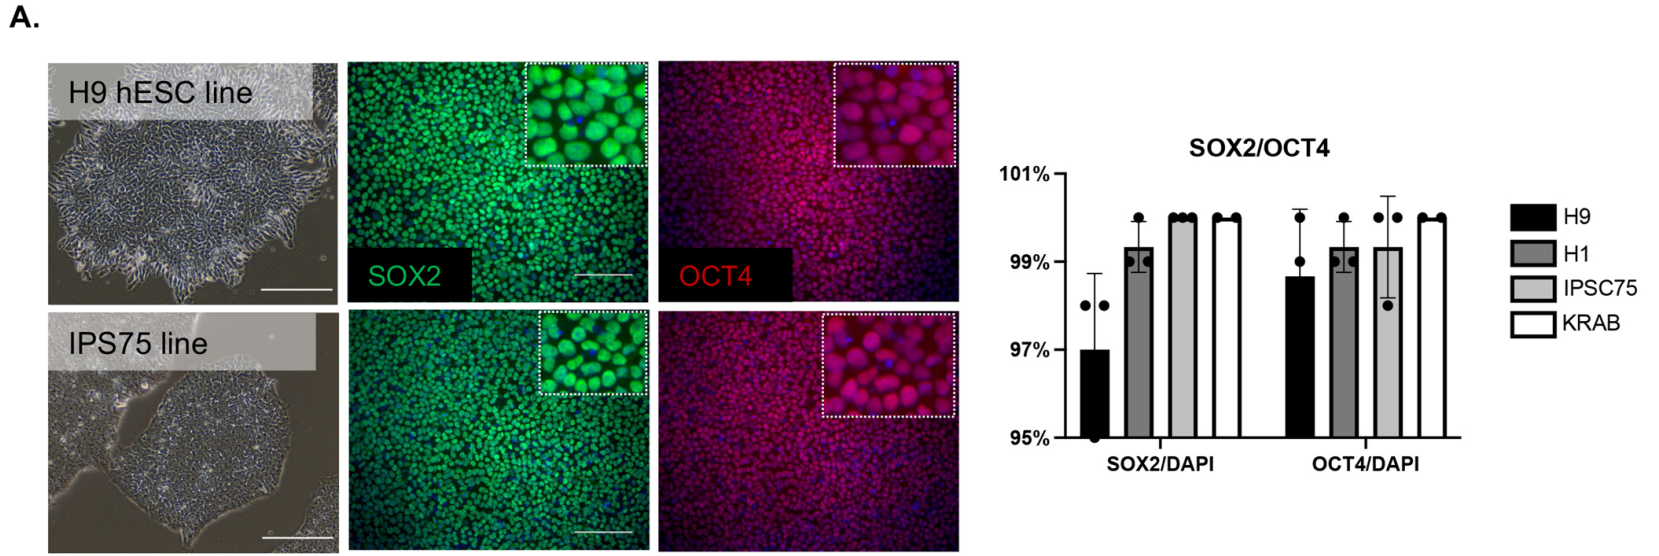 A.
H9 hESC line
SOX2
OCT4
IPS75 line
SOX2/OCT4
101%
99%
97%
95%
SOX2/DAPI
OCT4/DAPI
H9
H1
IPSC75
KRAB